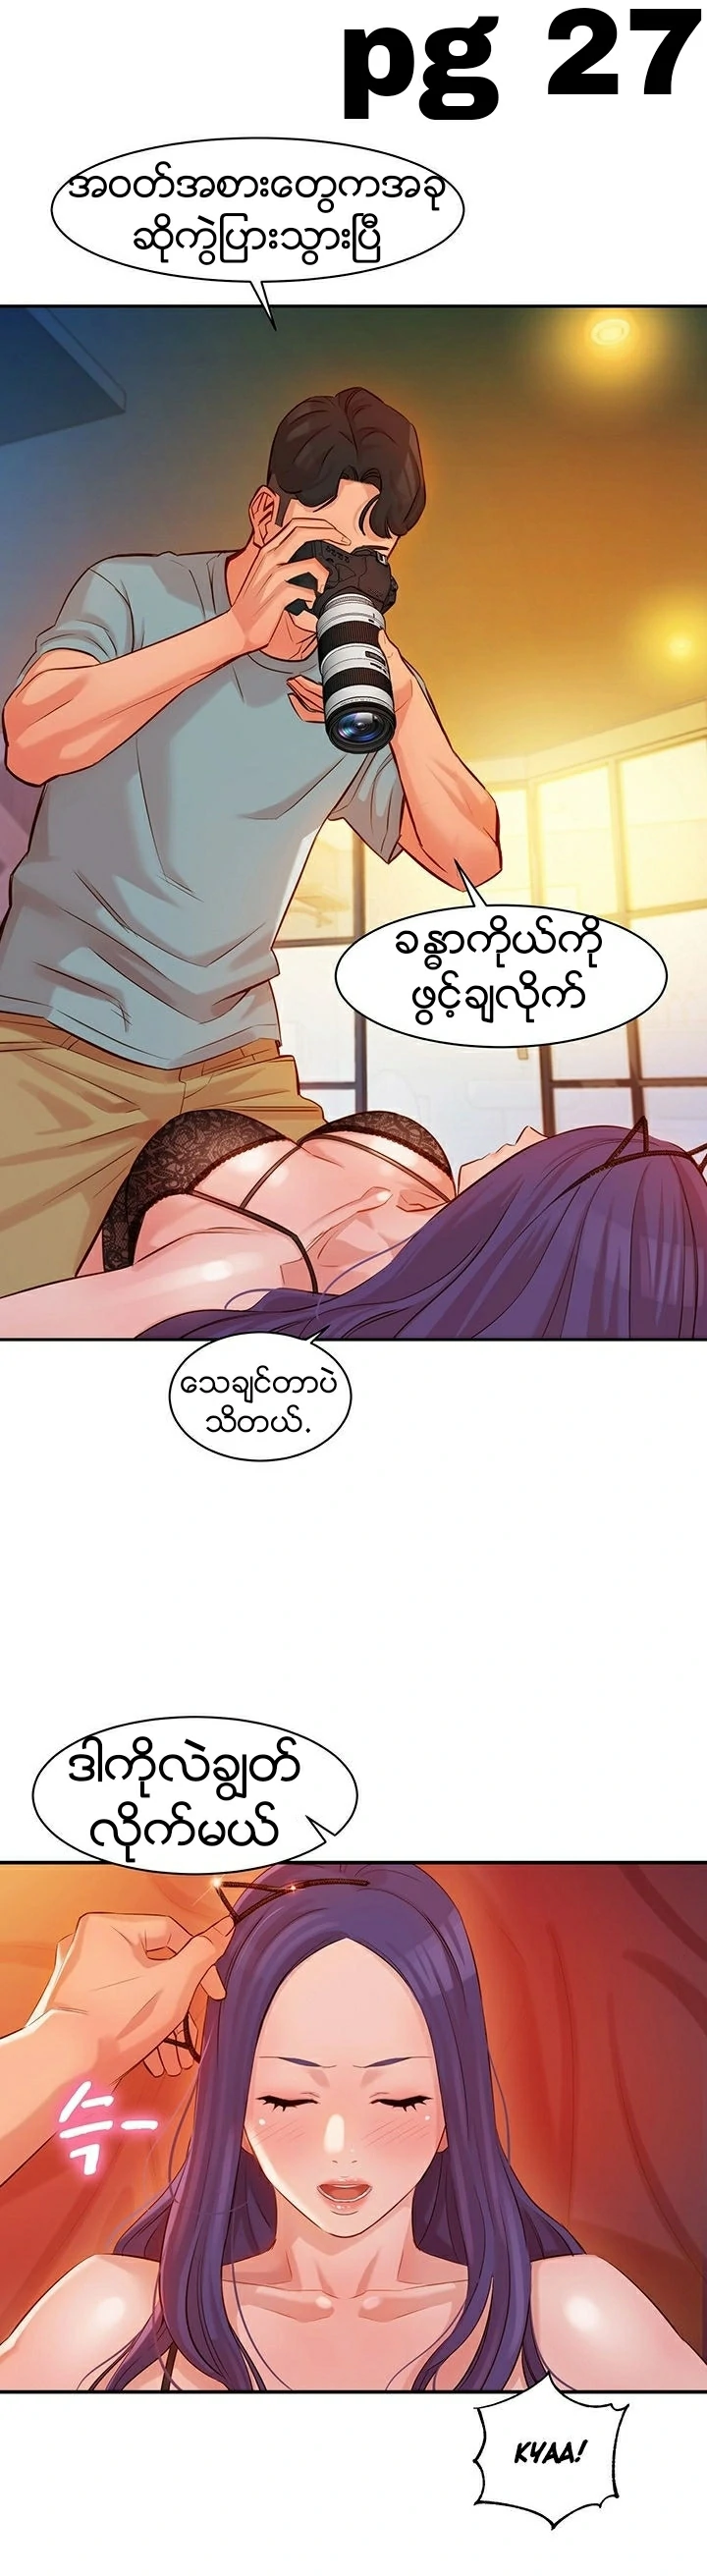 pg 27
အဝတ်အစားတွေကအခု
ဆိုကွဲပြားသွားပြီ
ခန္ဓာကိုယ်ကို
ဖွင့်ချလိုက်
သေချင်တာပဲ
သိတယ်.
ဒါကိုလဲချွတ်
လိုက်မယ်
슥-
KYAA!